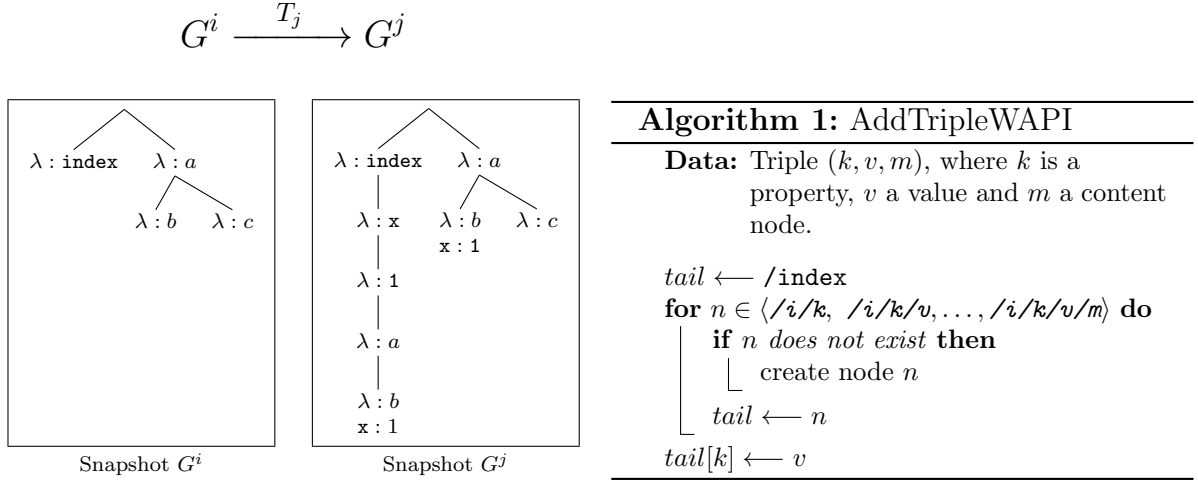 G^i → G^j
T_j
λ : index λ : a
λ : b λ : c
Snapshot G^i
λ : index λ : a
λ : x λ : b λ : c
x : 1
λ : 1
λ : a
λ : b
x : 1
Snapshot G^j
Algorithm 1: AddTripleWAPI
Data: Triple (k, v, m), where k is a
property, v a value and m a content
node.
tail ⟵ /index
for n ∈ ⟨/i/k, /i/k/v,..., /i/k/v/m⟩ do
if n does not exist then
create node n
tail ⟵ n
tail[k] ⟵ v